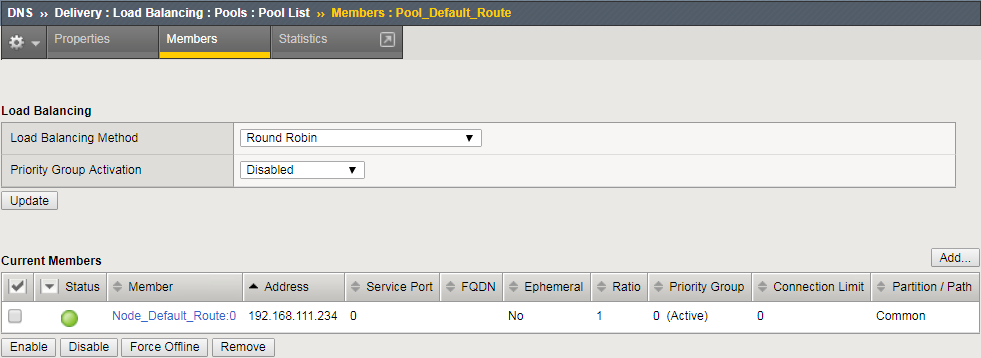 DNS ›› Delivery : Load Balancing : Pools : Pool List ›› Members : Pool_Default_Route
Properties Members Statistics
Load Balancing
Load Balancing Method Round Robin
Priority Group Activation Disabled
Update
Current Members Add...
Status Member Address Service Port FQDN Ephemeral Ratio Priority Group Connection Limit Partition / Path
Node_Default_Route:0 192.168.111.234 0 No 1 0 (Active) 0 Common
Enable Disable Force Offline Remove